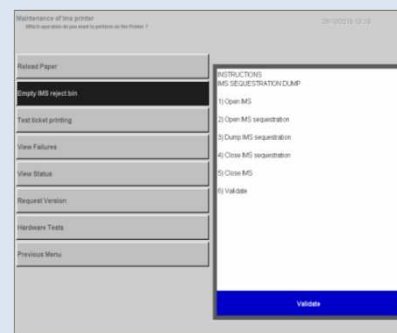 Maintenance of Ims printer
Which operation do you need to perform on the Printer ?
Reload Paper
Empty IMS reject bin
Test ticket printing
View Failures
View Status
Request Version
Hardware Tests
Previous Menu
INSTRUCTIONS
IMS SEQUESTRATION DUMP
1) Open IMS
2) Open IMS sequestration
3) Dump IMS sequestration
4) Close IMS sequestration
5) Close IMS
6) Validate
Validate